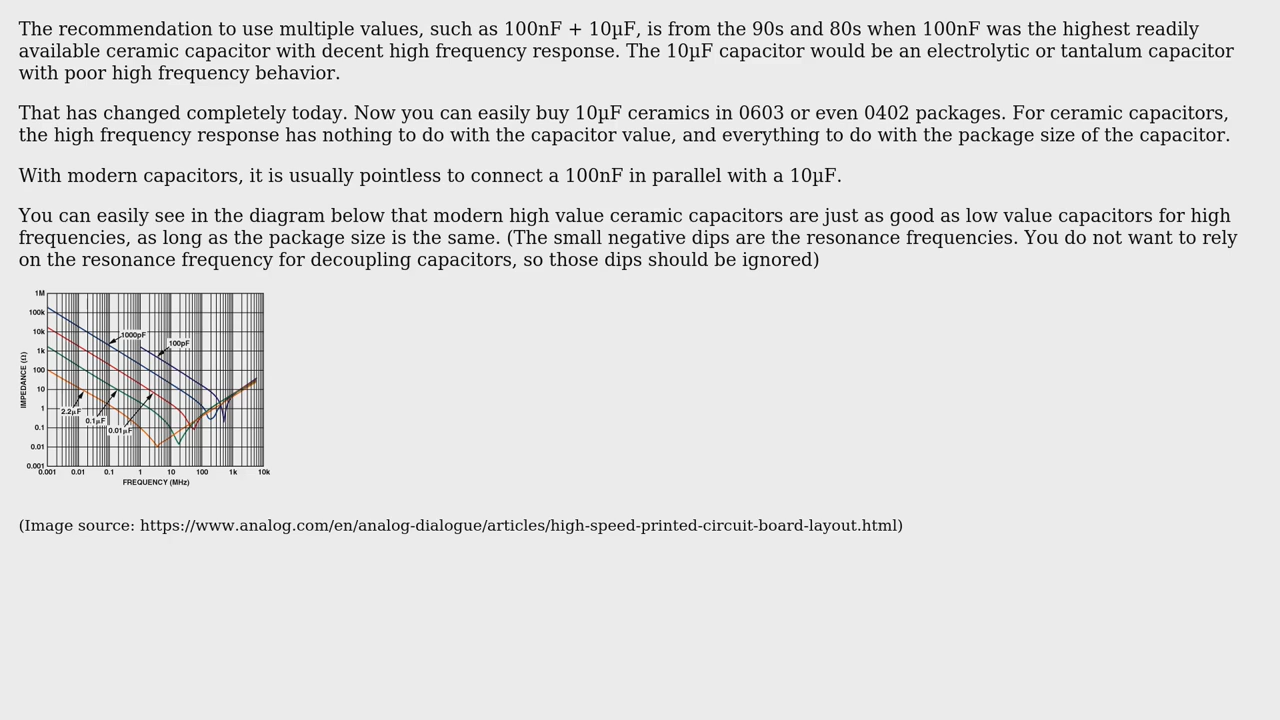 The recommendation to use multiple values, such as 100nF + 10µF, is from the 90s and 80s when 100nF was the highest readily
available ceramic capacitor with decent high frequency response. The 10µF capacitor would be an electrolytic or tantalum capacitor
with poor high frequency behavior.
That has changed completely today. Now you can easily buy 10µF ceramics in 0603 or even 0402 packages. For ceramic capacitors,
the high frequency response has nothing to do with the capacitor value, and everything to do with the package size of the capacitor.
With modern capacitors, it is usually pointless to connect a 100nF in parallel with a 10µF.
You can easily see in the diagram below that modern high value ceramic capacitors are just as good as low value capacitors for high
frequencies, as long as the package size is the same. (The small negative dips are the resonance frequencies. You do not want to rely
on the resonance frequency for decoupling capacitors, so those dips should be ignored)
1M
100k
10k
1k
100
10
1
0.1
0.01
0.001
IMPEDANCE (Ω)
1000pF
100pF
2.2µF
0.1µF
0.01µF
0.001 0.01 0.1 1 10 100 1k 10k
FREQUENCY (MHz)
(Image source: https://www.analog.com/en/analog-dialogue/articles/high-speed-printed-circuit-board-layout.html)